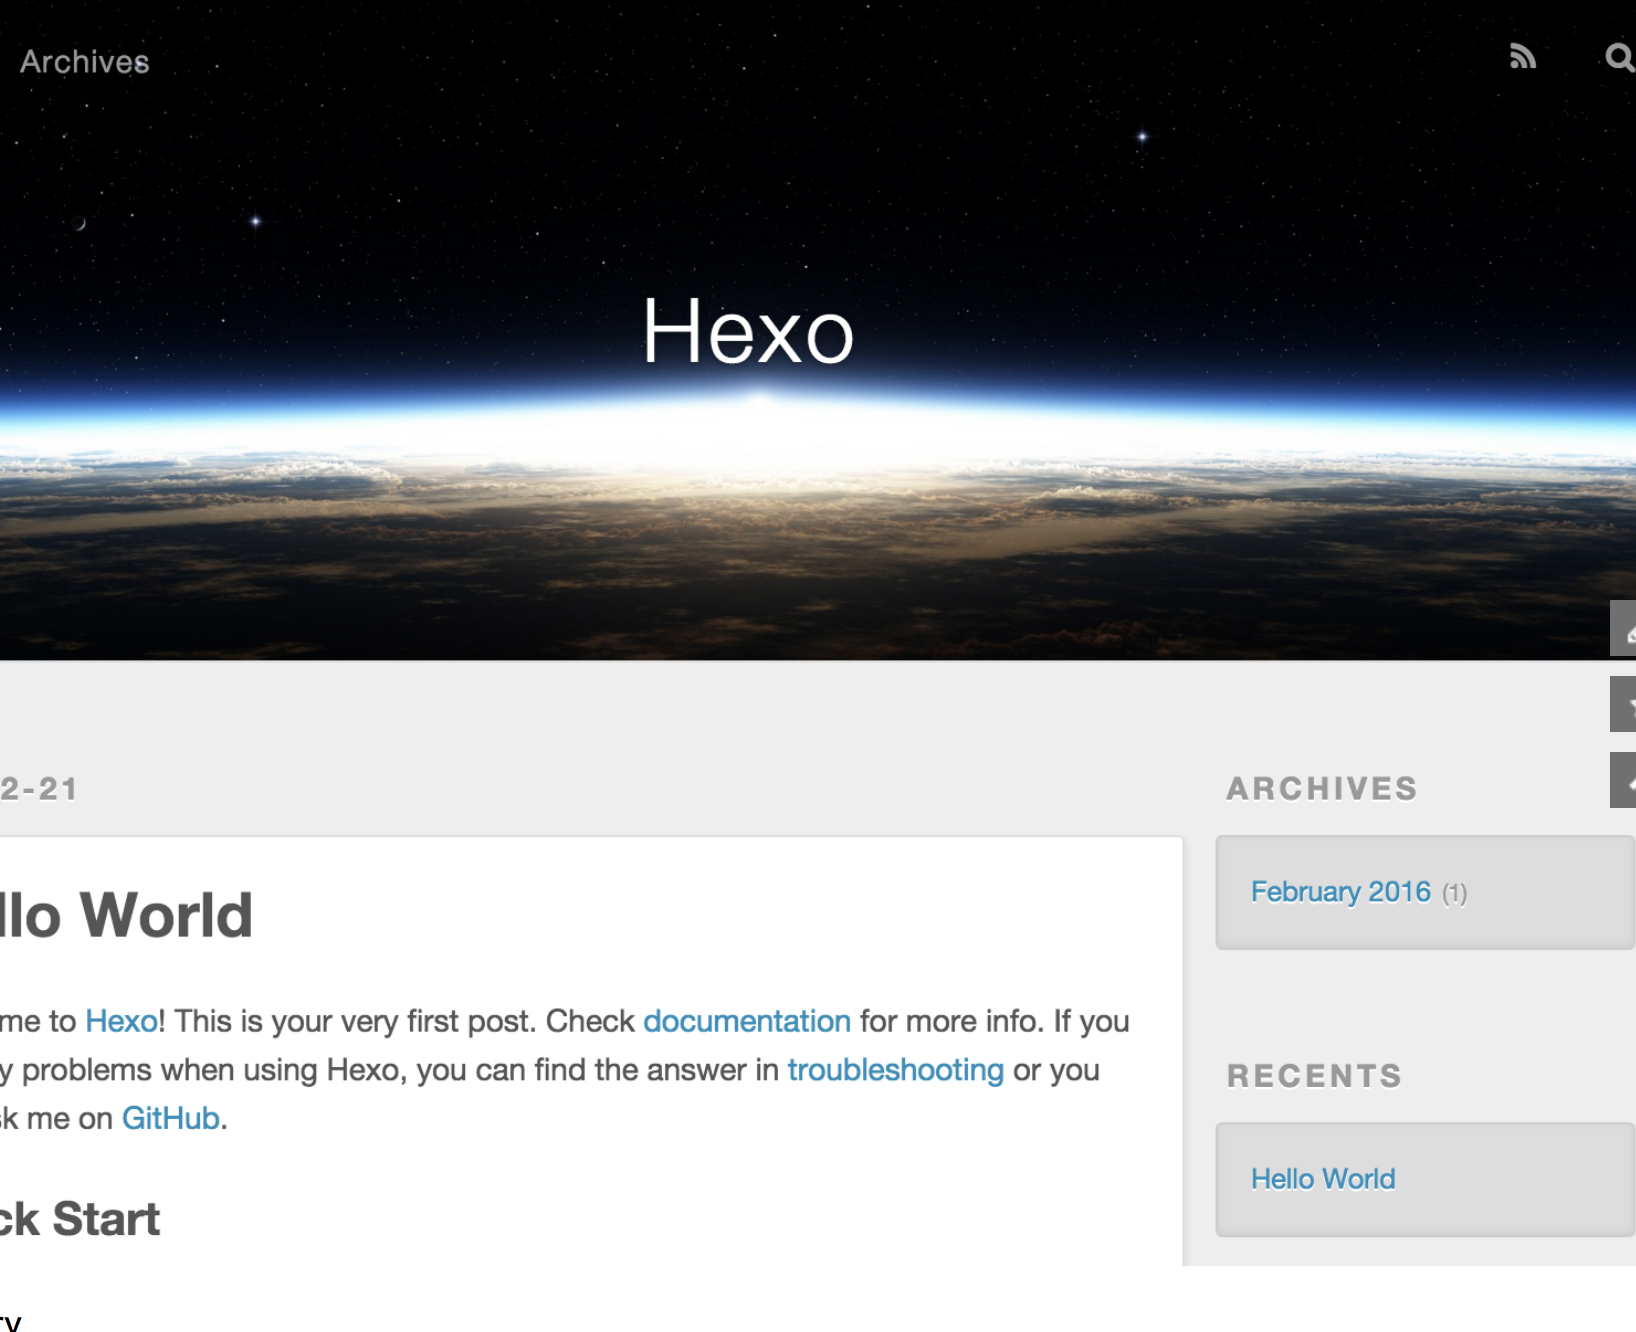 Archives
Hexo
2-21
ARCHIVES
llo World
February 2016 (1)
me to Hexo! This is your very first post. Check documentation for more info. If you
y problems when using Hexo, you can find the answer in troubleshooting or you
sk me on GitHub.
RECENTS
Hello World
ck Start
ry